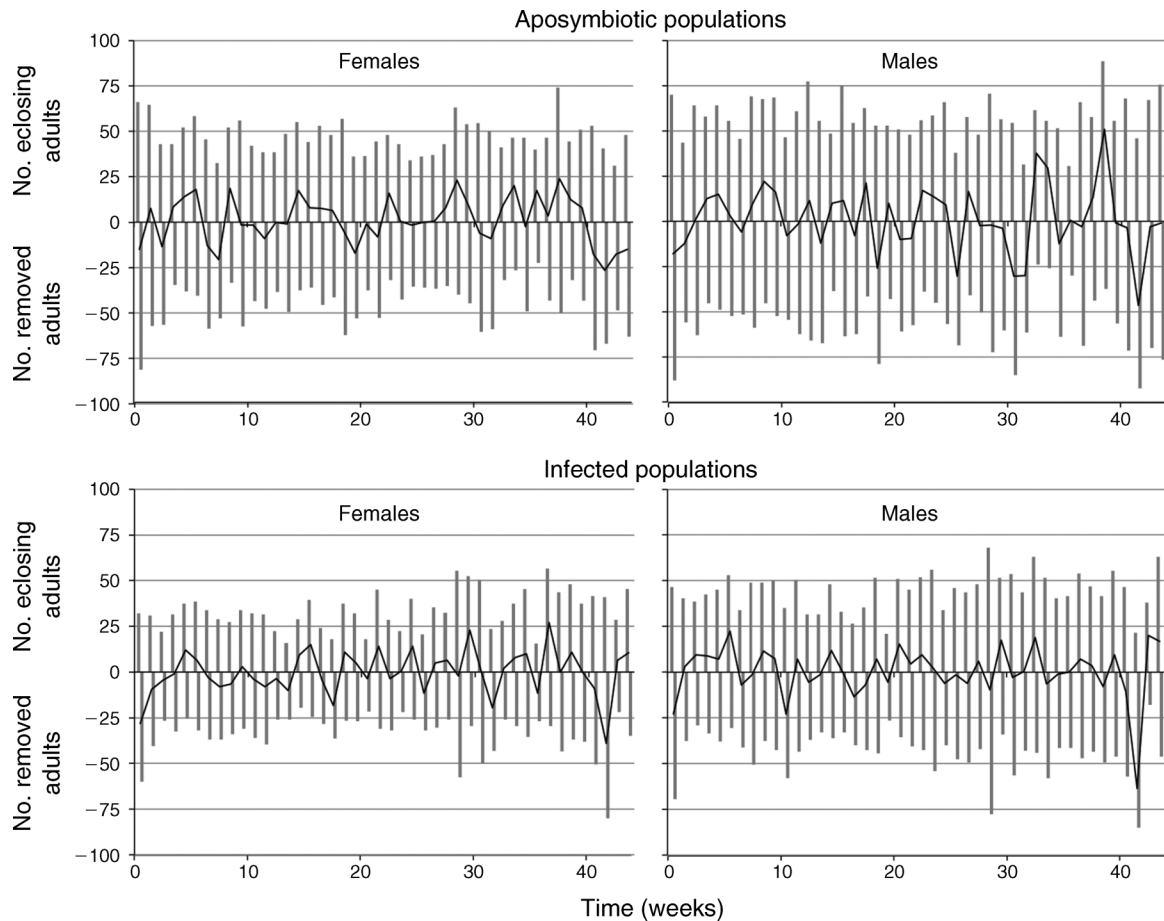 Aposymbiotic populations
Females
Males
No. eclosing
adults
No. removed
adults
100
75
50
25
0
−25
−50
−75
−100
0 10 20 30 40
0 10 20 30 40
Infected populations
Females
Males
No. eclosing
adults
No. removed
adults
100
75
50
25
0
−25
−50
−75
−100
0 10 20 30 40
0 10 20 30 40
Time (weeks)